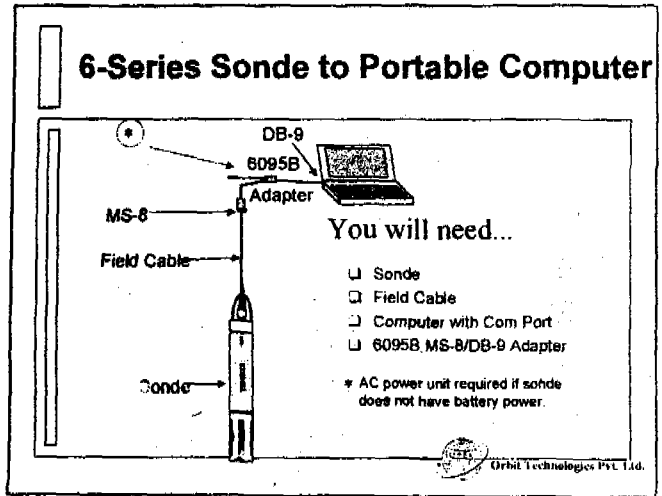 6-Series Sonde to Portable Computer
*
DB-9
6095B
Adapter
MS-8
Field Cable
Sonde
You will need...
Sonde
Field Cable
Computer with Com Port
6095B MS-8/DB-9 Adapter
* AC power unit required if sonde
does not have battery power.
Orbit Technologies Pvt. Ltd.